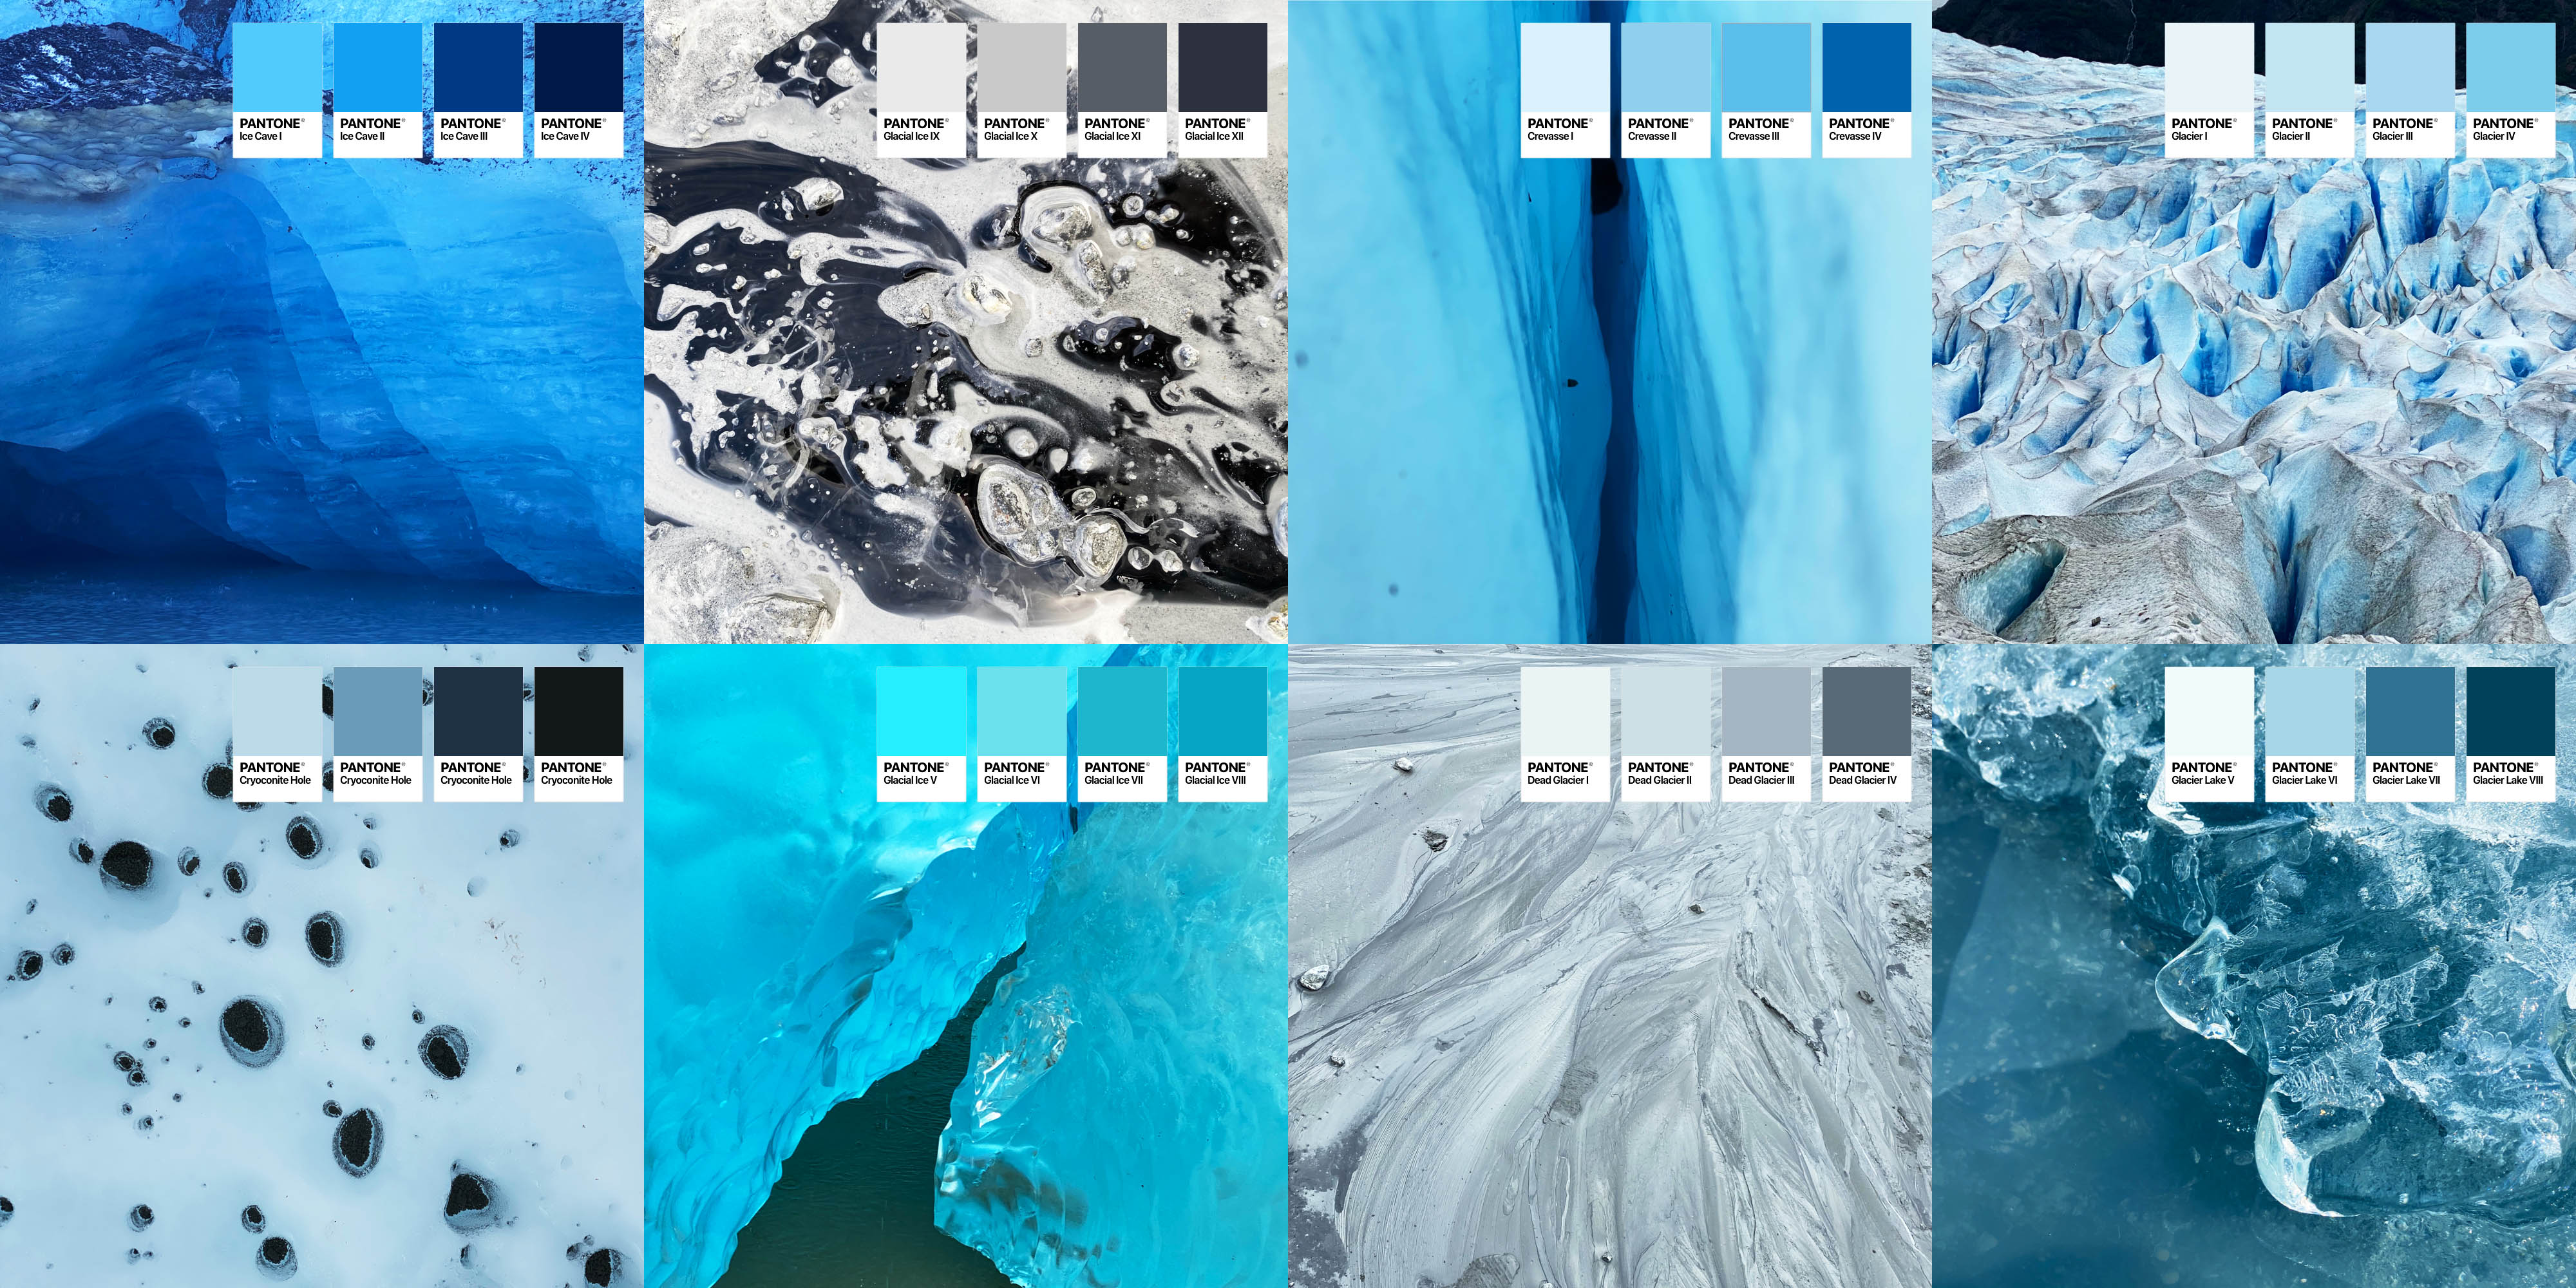 PANTONE®
Ice Cave I
PANTONE®
Ice Cave II
PANTONE®
Ice Cave III
PANTONE®
Ice Cave IV
PANTONE®
Glacial Ice IX
PANTONE®
Glacial Ice X
PANTONE®
Glacial Ice XI
PANTONE®
Glacial Ice XII
PANTONE®
Crevasse I
PANTONE®
Crevasse II
PANTONE®
Crevasse III
PANTONE®
Crevasse IV
PANTONE®
Glacier I
PANTONE®
Glacier II
PANTONE®
Glacier III
PANTONE®
Glacier IV
PANTONE®
Cryoconite Hole
PANTONE®
Cryoconite Hole
PANTONE®
Cryoconite Hole
PANTONE®
Cryoconite Hole
PANTONE®
Glacial Ice V
PANTONE®
Glacial Ice VI
PANTONE®
Glacial Ice VII
PANTONE®
Glacial Ice VIII
PANTONE®
Dead Glacier I
PANTONE®
Dead Glacier II
PANTONE®
Dead Glacier III
PANTONE®
Dead Glacier IV
PANTONE®
Glacier Lake V
PANTONE®
Glacier Lake VI
PANTONE®
Glacier Lake VII
PANTONE®
Glacier Lake VIII